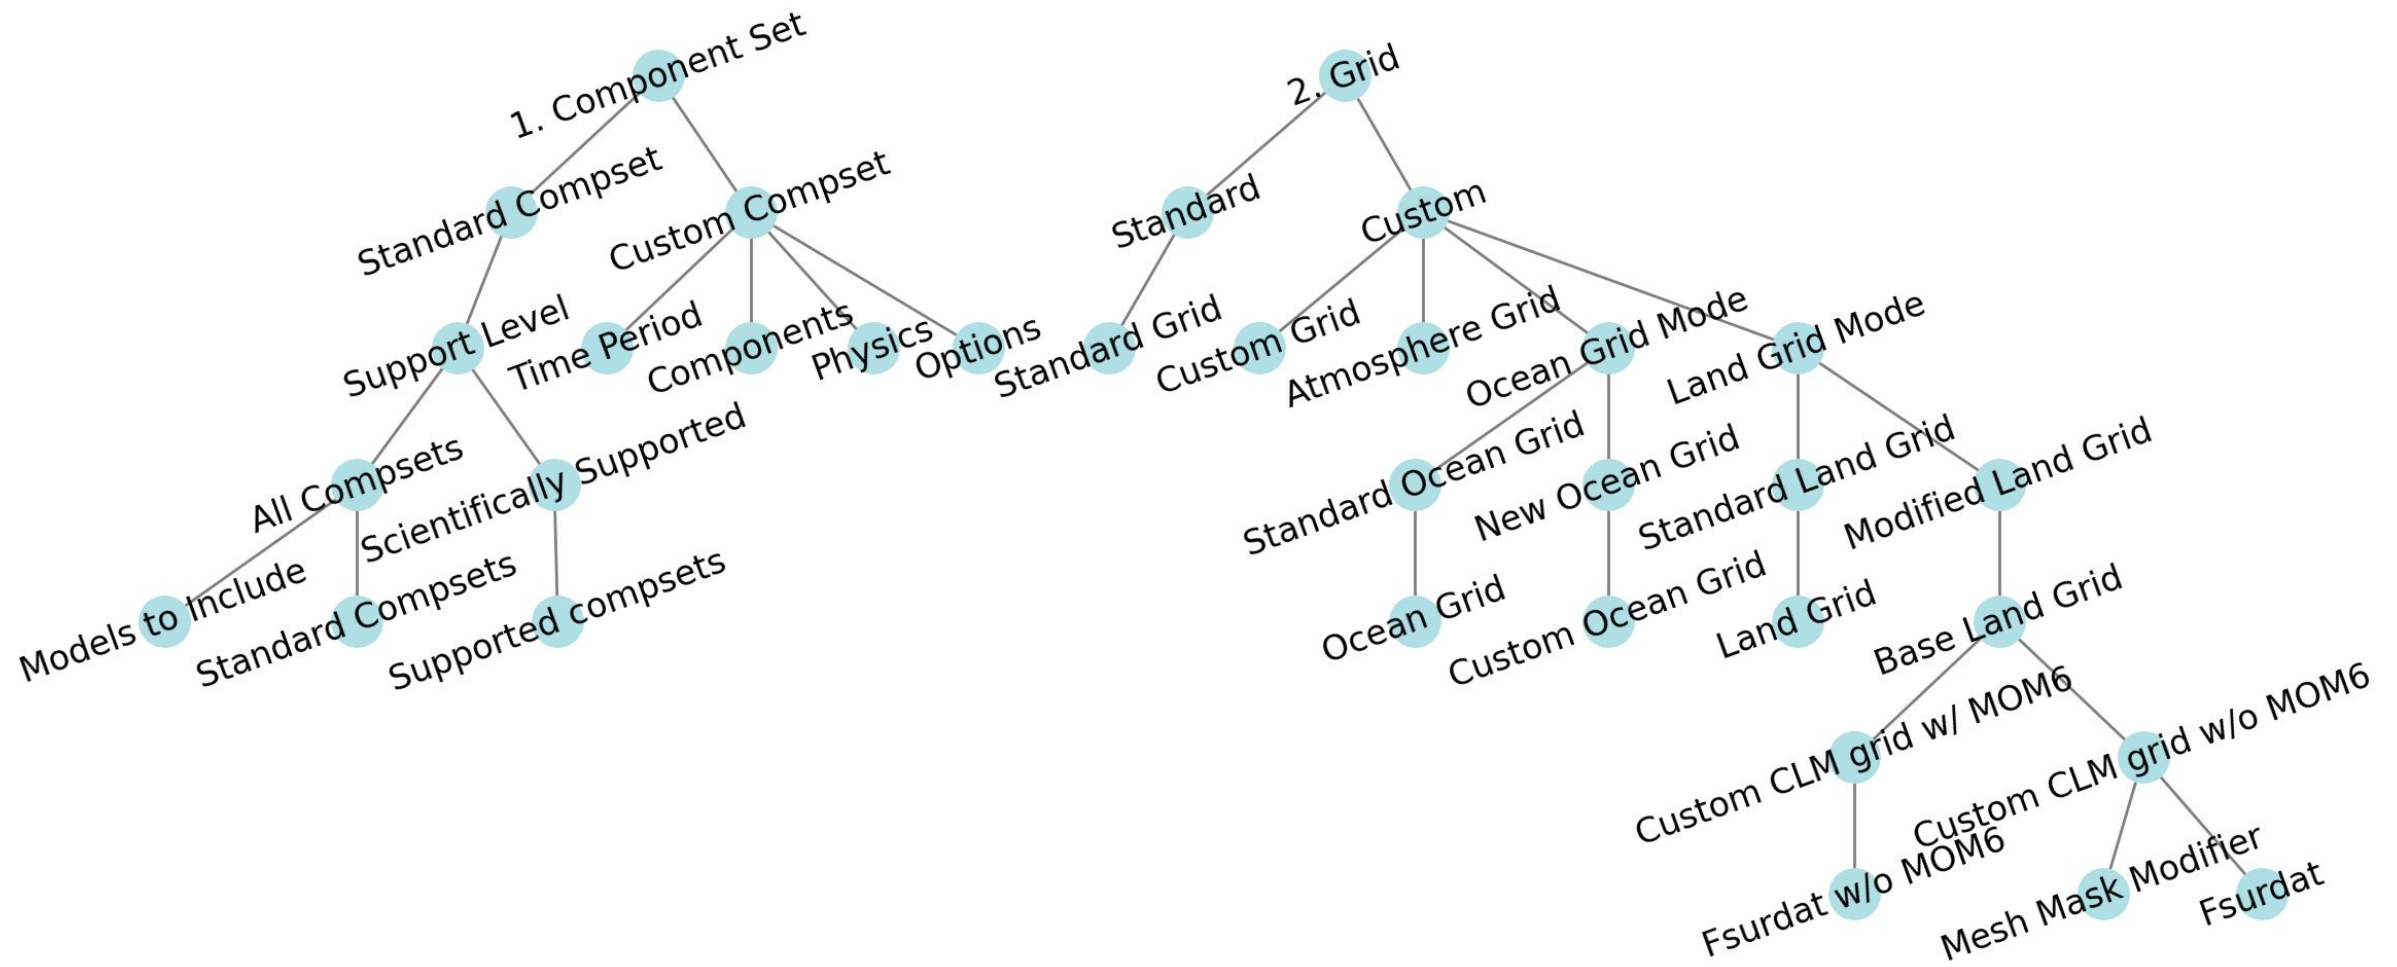 1. Component Set
2. Grid
Standard Compset
Custom Compset
Standard
Custom
Support Level
Time Period
Components
Physics
Options
Standard Grid
Custom Grid
Atmosphere Grid
Ocean Grid Mode
Land Grid Mode
All Compsets
Scientifically Supported
Standard Ocean Grid
New Ocean Grid
Standard Land Grid
Modified Land Grid
Models to Include
Standard Compsets
Supported compsets
Ocean Grid
Custom Ocean Grid
Land Grid
Base Land Grid
Custom CLM grid w/ MOM6
Custom CLM grid w/o MOM6
Fsurdat w/o MOM6
Mesh Mask Modifier
Fsurdat